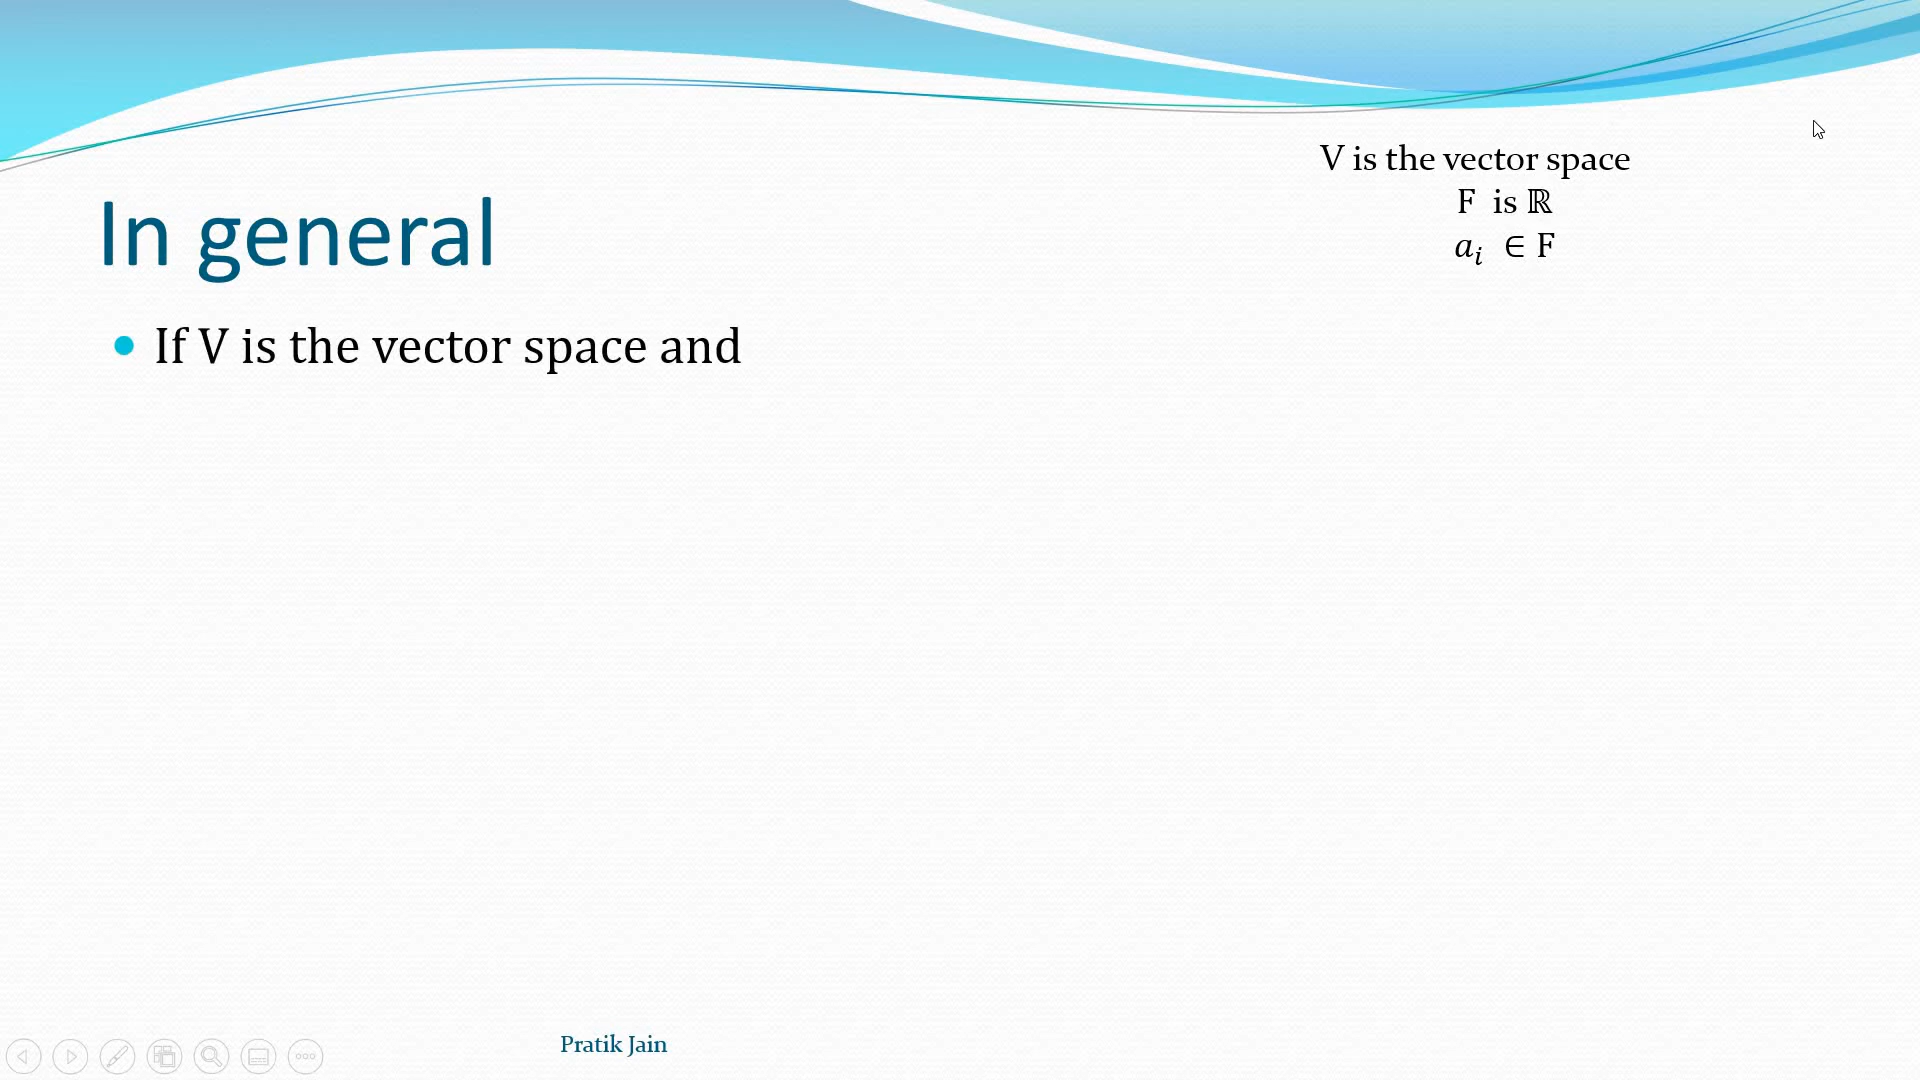 V is the vector space
F is ℝ
aᵢ ∈ F
In general
If V is the vector space and
Pratik Jain